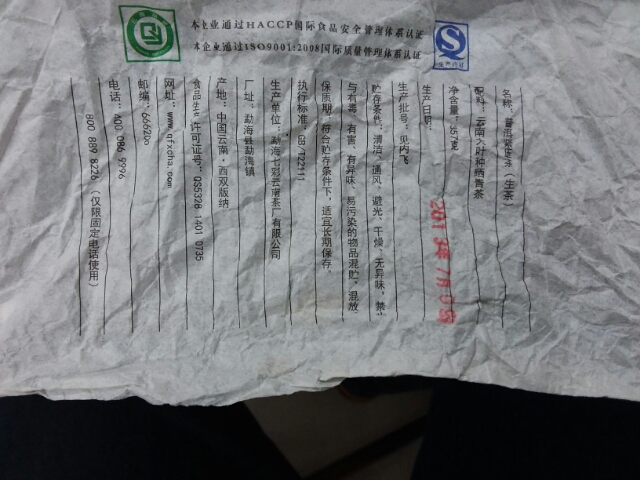 本企业通过HACCP国际食品安全管理体系认证
本企业通过ISO9001:2008国际质量管理体系认证
名称：普洱紫芽茶（生茶）
配料：云南大叶种晒青茶
净含量：357克
生产日期：
2013年7月
生产批号：见内飞
贮存条件：清洁、通风、避光、干燥、无异味，禁止
与有毒、有害、有异味、易污染的物品混贮，混放
保质期：符合贮存条件下，适宜长期保存。
执行标准：GB/T22111
生产单位：勐海七彩云南茶厂有限公司
厂址：勐海县勐海镇
产地：中国云南·西双版纳
食品生产许可证号：QS5326 1401 0735
网址：www.qfxcha.com
邮编：666200
电话：400 086 9996
800 889 8226（仅限固定电话使用）